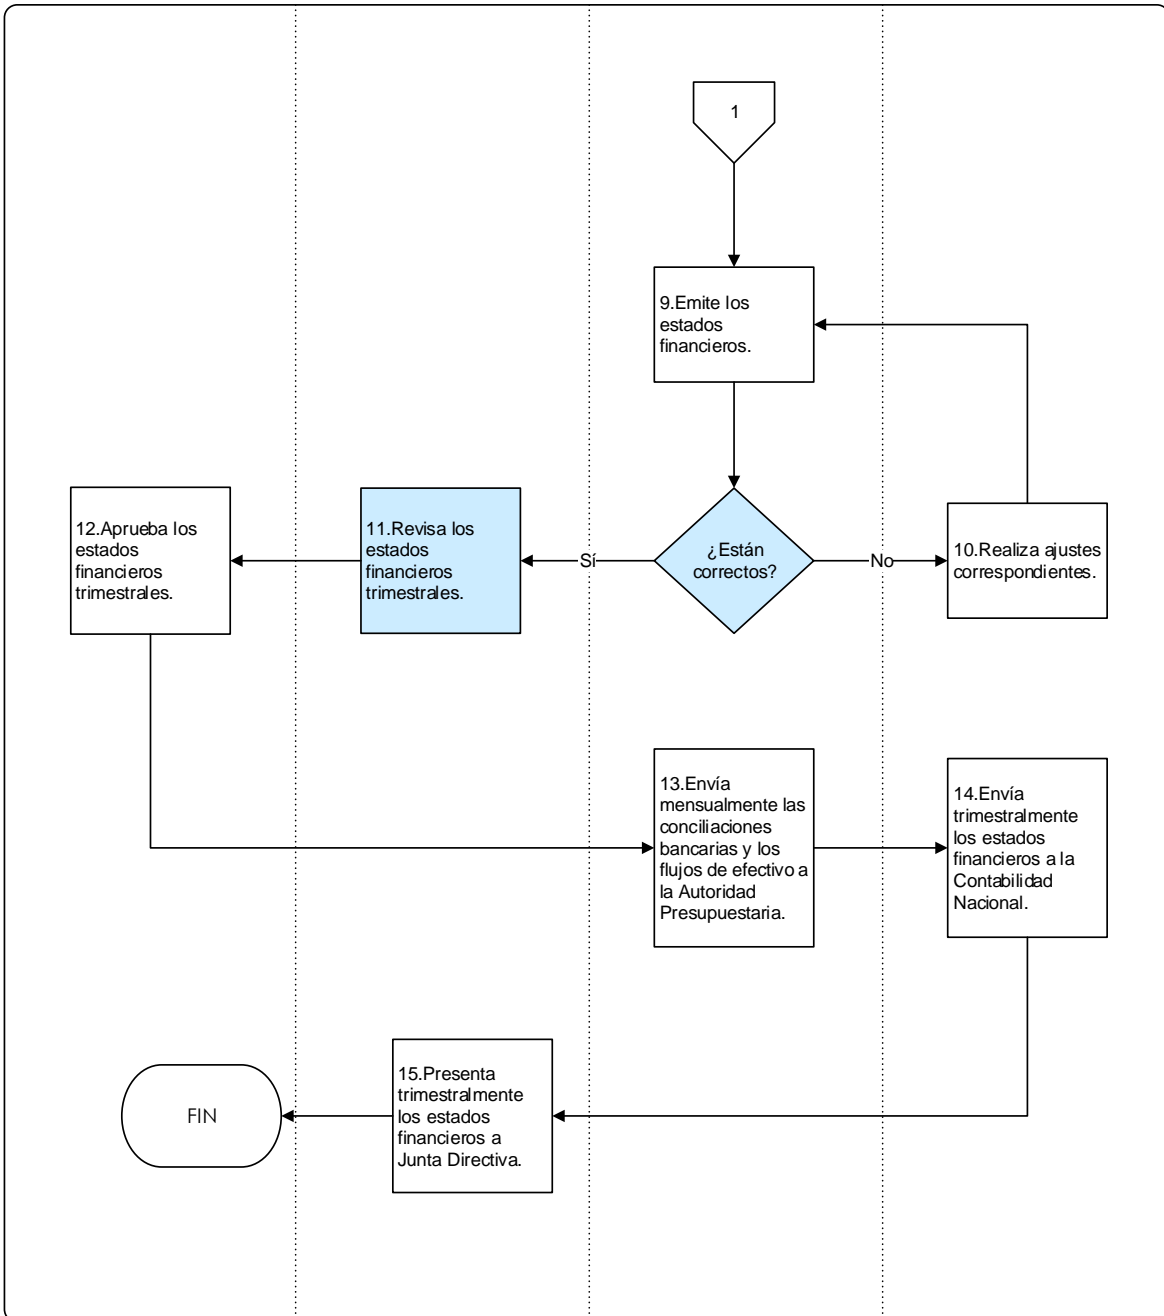 1
9.Emite los
estados
financieros.
¿Están
correctos?
No
10.Realiza ajustes
correspondientes.
Sí
11.Revisa los
estados
financieros
trimestrales.
12.Aprueba los
estados
financieros
trimestrales.
13.Envía
mensualmente las
conciliaciones
bancarias y los
flujos de efectivo a
la Autoridad
Presupuestaria.
14.Envía
trimestralmente
los estados
financieros a la
Contabilidad
Nacional.
15.Presenta
trimestralmente
los estados
financieros a
Junta Directiva.
FIN